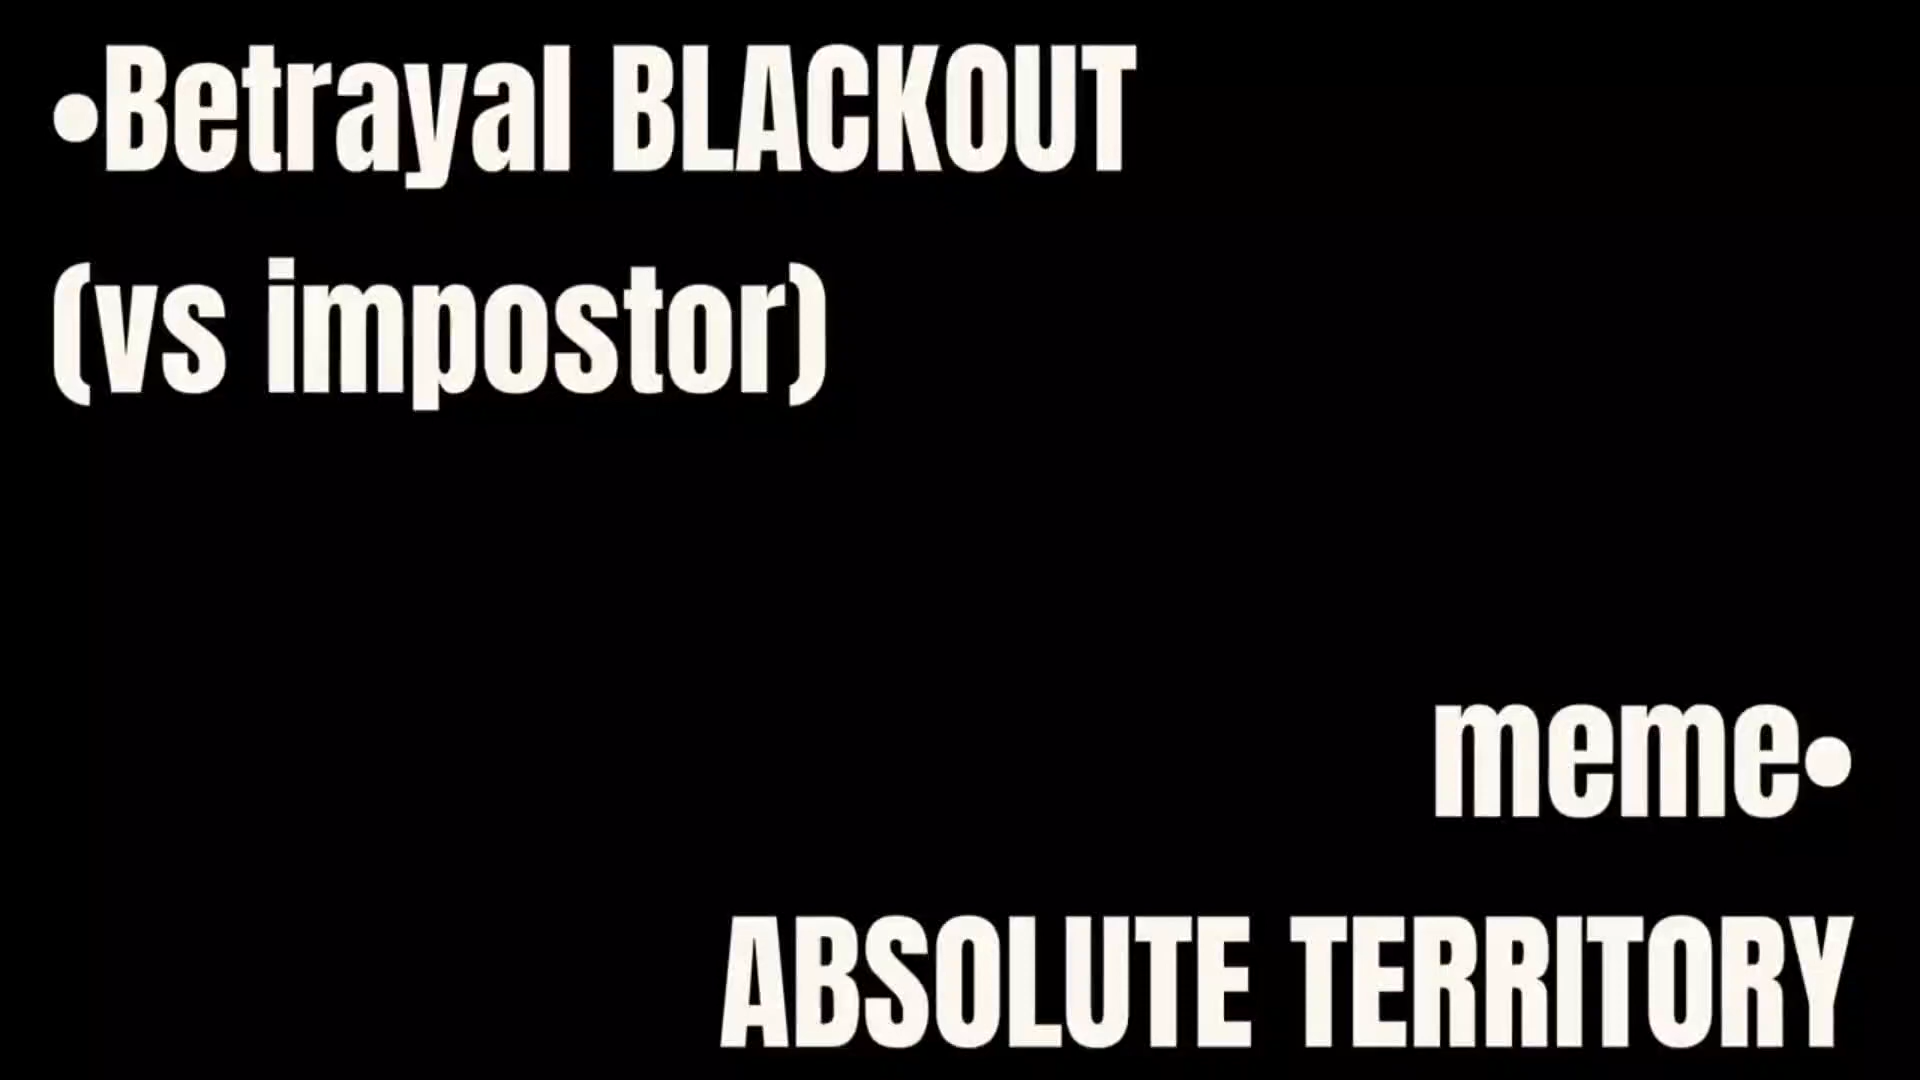 •Betrayal BLACKOUT
(vs impostor)
meme•
ABSOLUTE TERRITORY